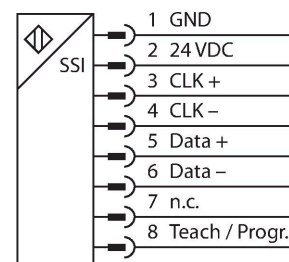 1 GND
2 24 VDC
SSI
3 CLK +
4 CLK –
5 Data +
6 Data –
7 n.c.
8 Teach / Progr.